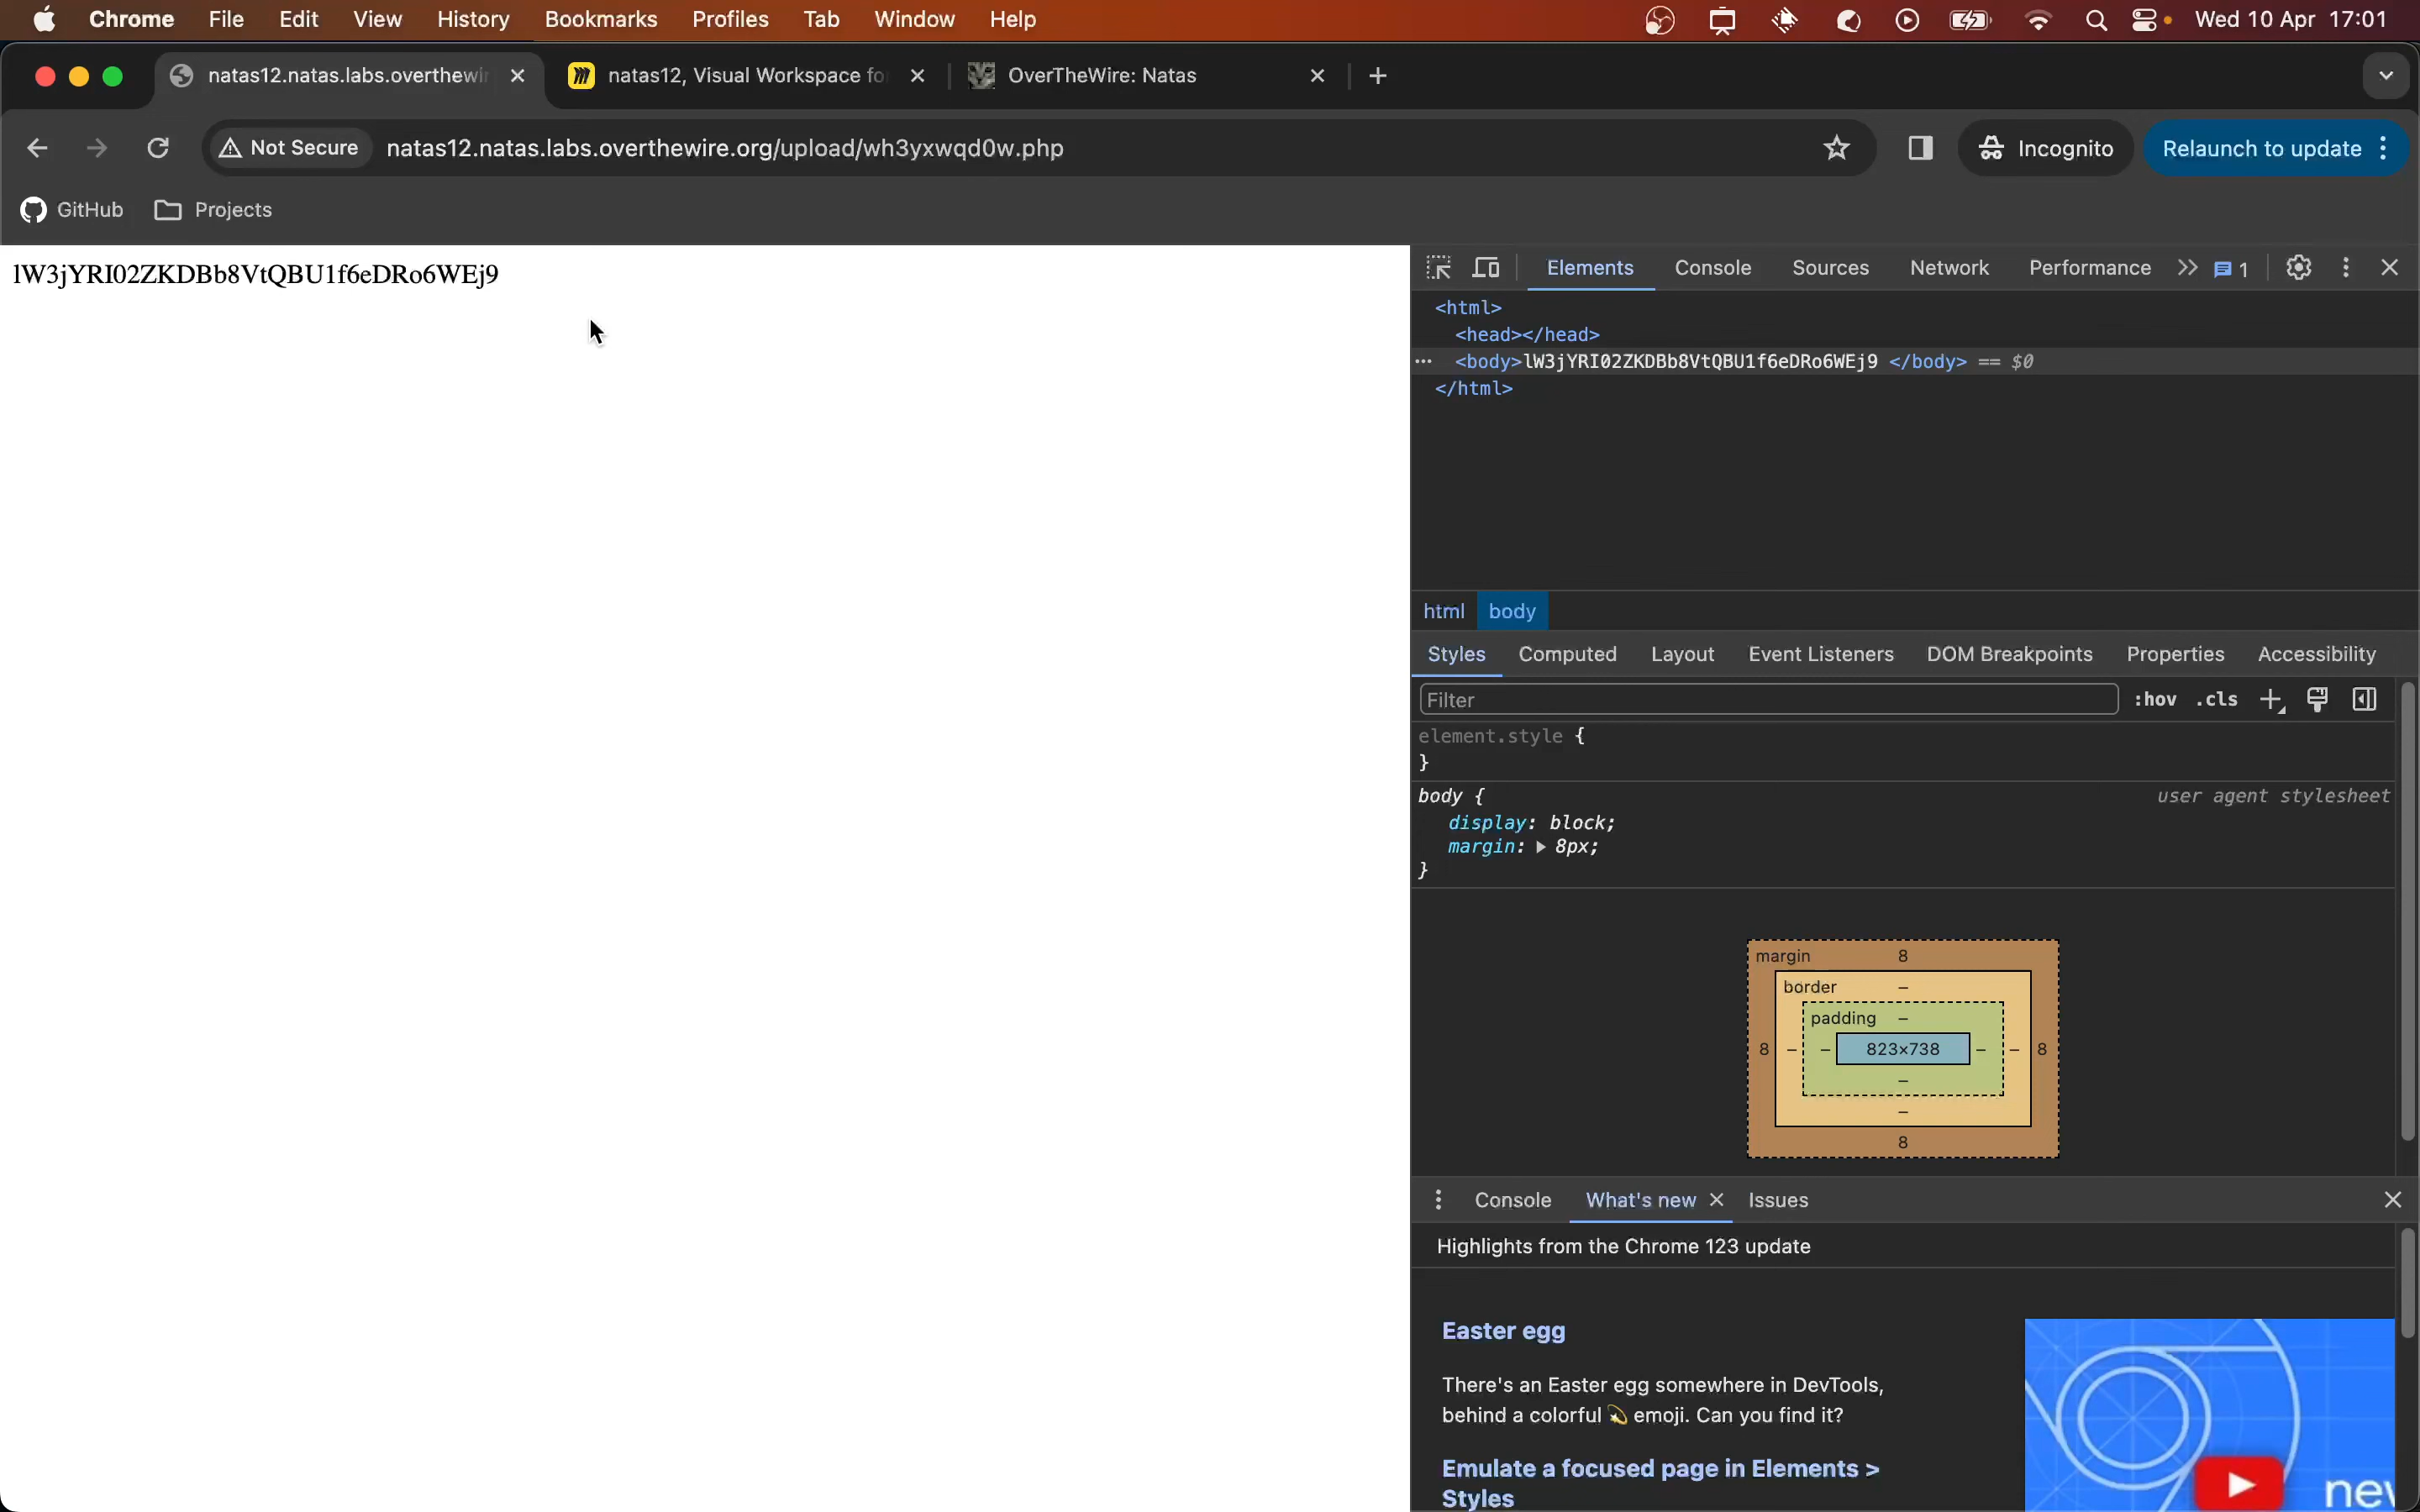 Chrome File Edit View History Bookmarks Profiles Tab Window Help Wed 10 Apr 17:01
natas12.natas.labs.overthewi natas12, Visual Workspace fo OverTheWire: Natas
Not Secure natas12.natas.labs.overthewire.org/upload/wh3yxwqd0w.php Incognito Relaunch to update
GitHub Projects
lW3jYRI02ZKDBb8VtQBU1f6eDRo6WEj9
Elements Console Sources Network Performance 1
<html>
<head></head>
<body>lW3jYRI02ZKDBb8VtQBU1f6eDRo6WEj9 </body> == $0
</html>
html body
Styles Computed Layout Event Listeners DOM Breakpoints Properties Accessibility
Filter :hov .cls
element.style {
}
body { user agent stylesheet
display: block;
margin: 8px;
}
margin 8
border –
padding –
8 – – 823×738 – – 8
–
–
8
Console What's new Issues
Highlights from the Chrome 123 update
Easter egg
There's an Easter egg somewhere in DevTools,
behind a colorful 💫 emoji. Can you find it?
Emulate a focused page in Elements >
Styles